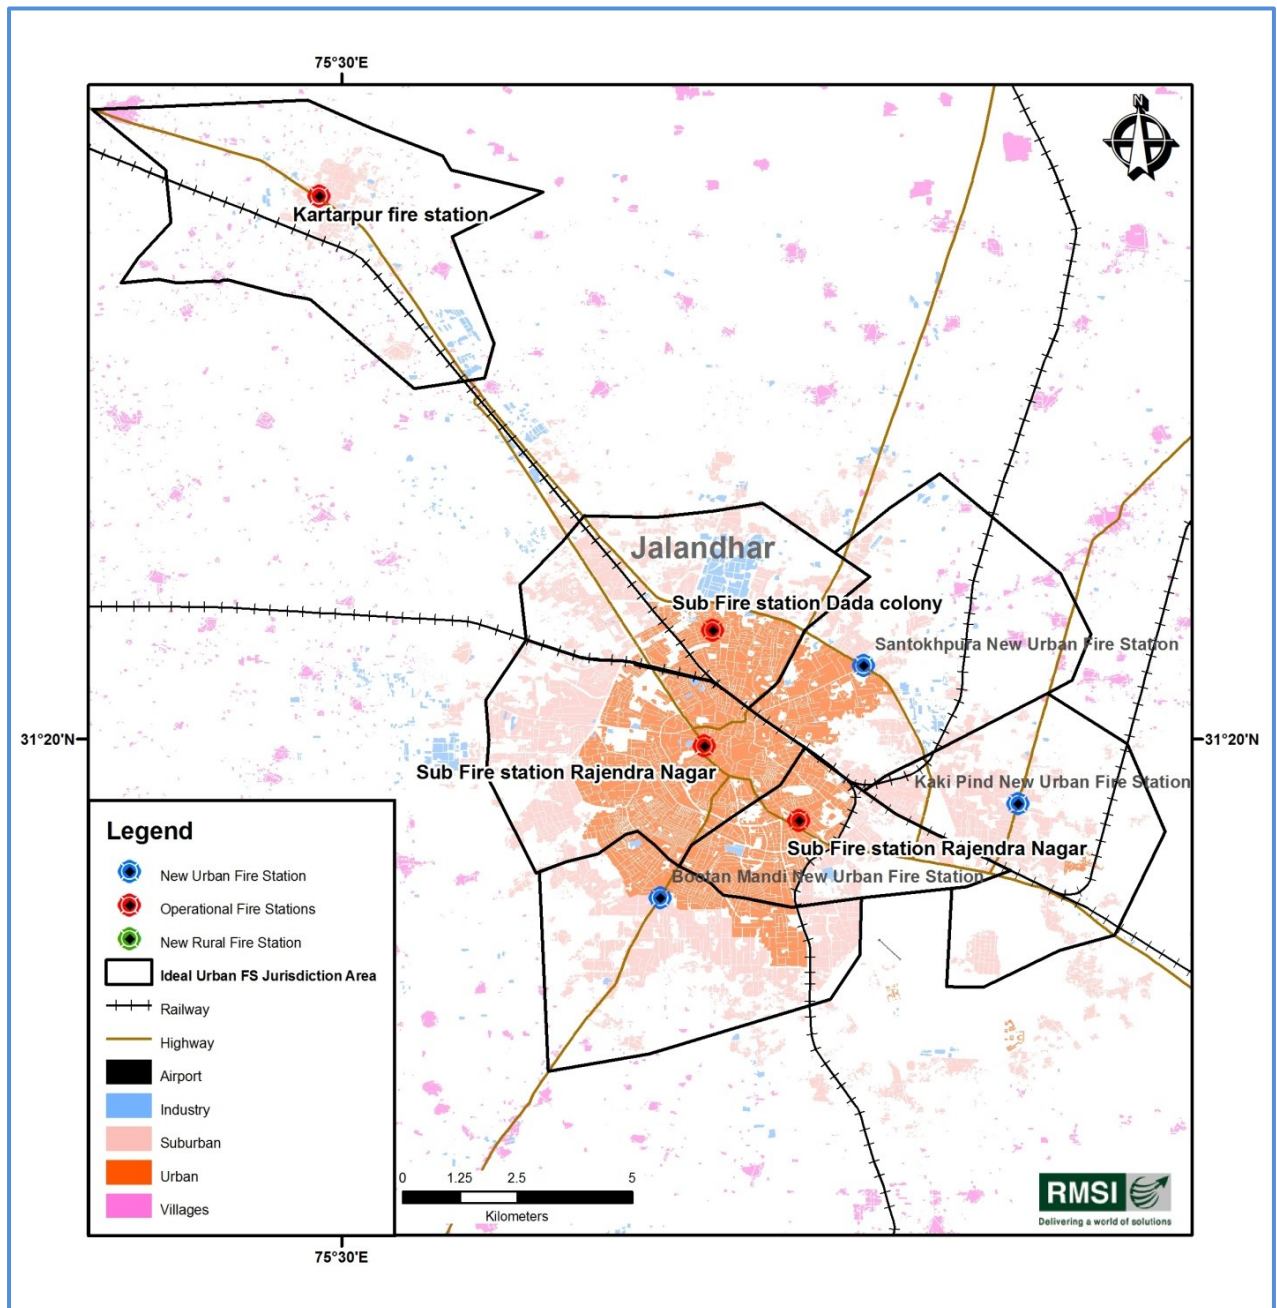 75°30'E
N
Kartarpur fire station
Jalandhar
Sub Fire station Dada colony
Santokhpura New Urban Fire Station
31°20'N
31°20'N
Sub Fire station Rajendra Nagar
Kaki Pind New Urban Fire Station
Sub Fire station Rajendra Nagar
Bootan Mandi New Urban Fire Station
Legend
New Urban Fire Station
Operational Fire Stations
New Rural Fire Station
Ideal Urban FS Jurisdiction Area
Railway
Highway
Airport
Industry
Suburban
Urban
Villages
0 1.25 2.5 5
Kilometers
RMSI
Delivering a world of solutions
75°30'E